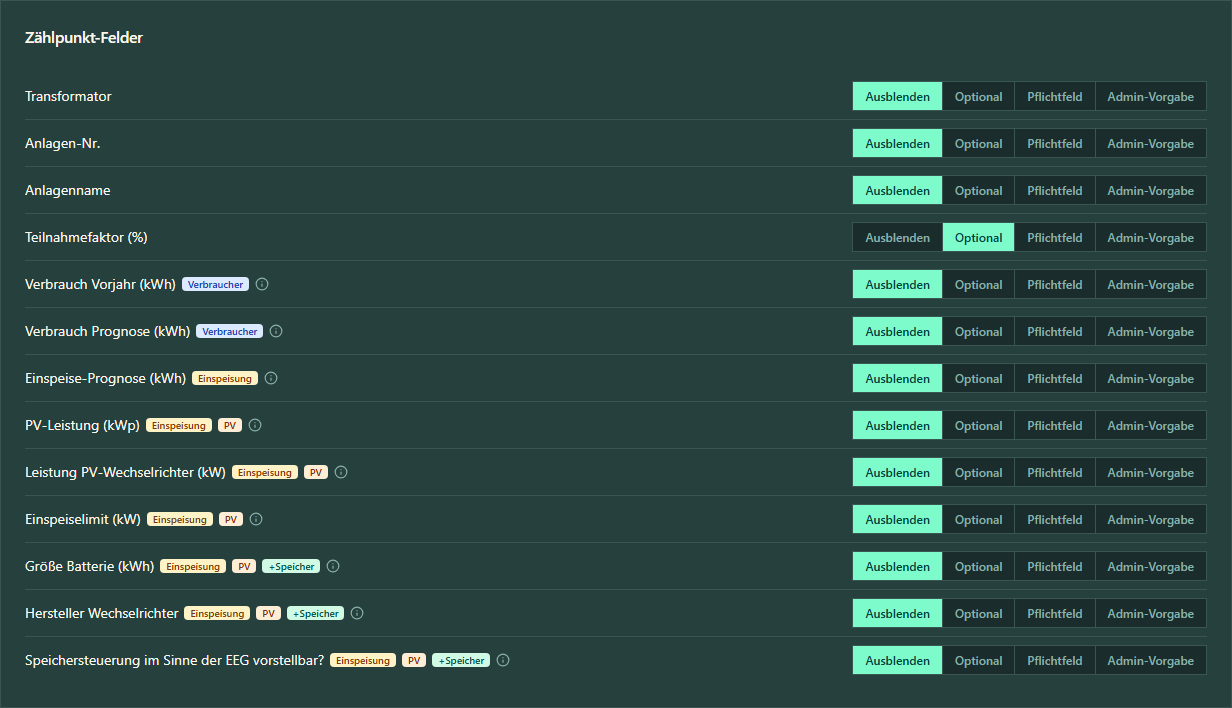 Zählpunkt-Felder
Transformator Ausblenden Optional Pflichtfeld Admin-Vorgabe
Anlagen-Nr. Ausblenden Optional Pflichtfeld Admin-Vorgabe
Anlagenname Ausblenden Optional Pflichtfeld Admin-Vorgabe
Teilnahmefaktor (%) Ausblenden Optional Pflichtfeld Admin-Vorgabe
Verbrauch Vorjahr (kWh) Verbraucher Ausblenden Optional Pflichtfeld Admin-Vorgabe
Verbrauch Prognose (kWh) Verbraucher Ausblenden Optional Pflichtfeld Admin-Vorgabe
Einspeise-Prognose (kWh) Einspeisung Ausblenden Optional Pflichtfeld Admin-Vorgabe
PV-Leistung (kWp) Einspeisung PV Ausblenden Optional Pflichtfeld Admin-Vorgabe
Leistung PV-Wechselrichter (kW) Einspeisung PV Ausblenden Optional Pflichtfeld Admin-Vorgabe
Einspeiselimit (kW) Einspeisung PV Ausblenden Optional Pflichtfeld Admin-Vorgabe
Größe Batterie (kWh) Einspeisung PV +Speicher Ausblenden Optional Pflichtfeld Admin-Vorgabe
Hersteller Wechselrichter Einspeisung PV +Speicher Ausblenden Optional Pflichtfeld Admin-Vorgabe
Speichersteuerung im Sinne der EEG vorstellbar? Einspeisung PV +Speicher Ausblenden Optional Pflichtfeld Admin-Vorgabe